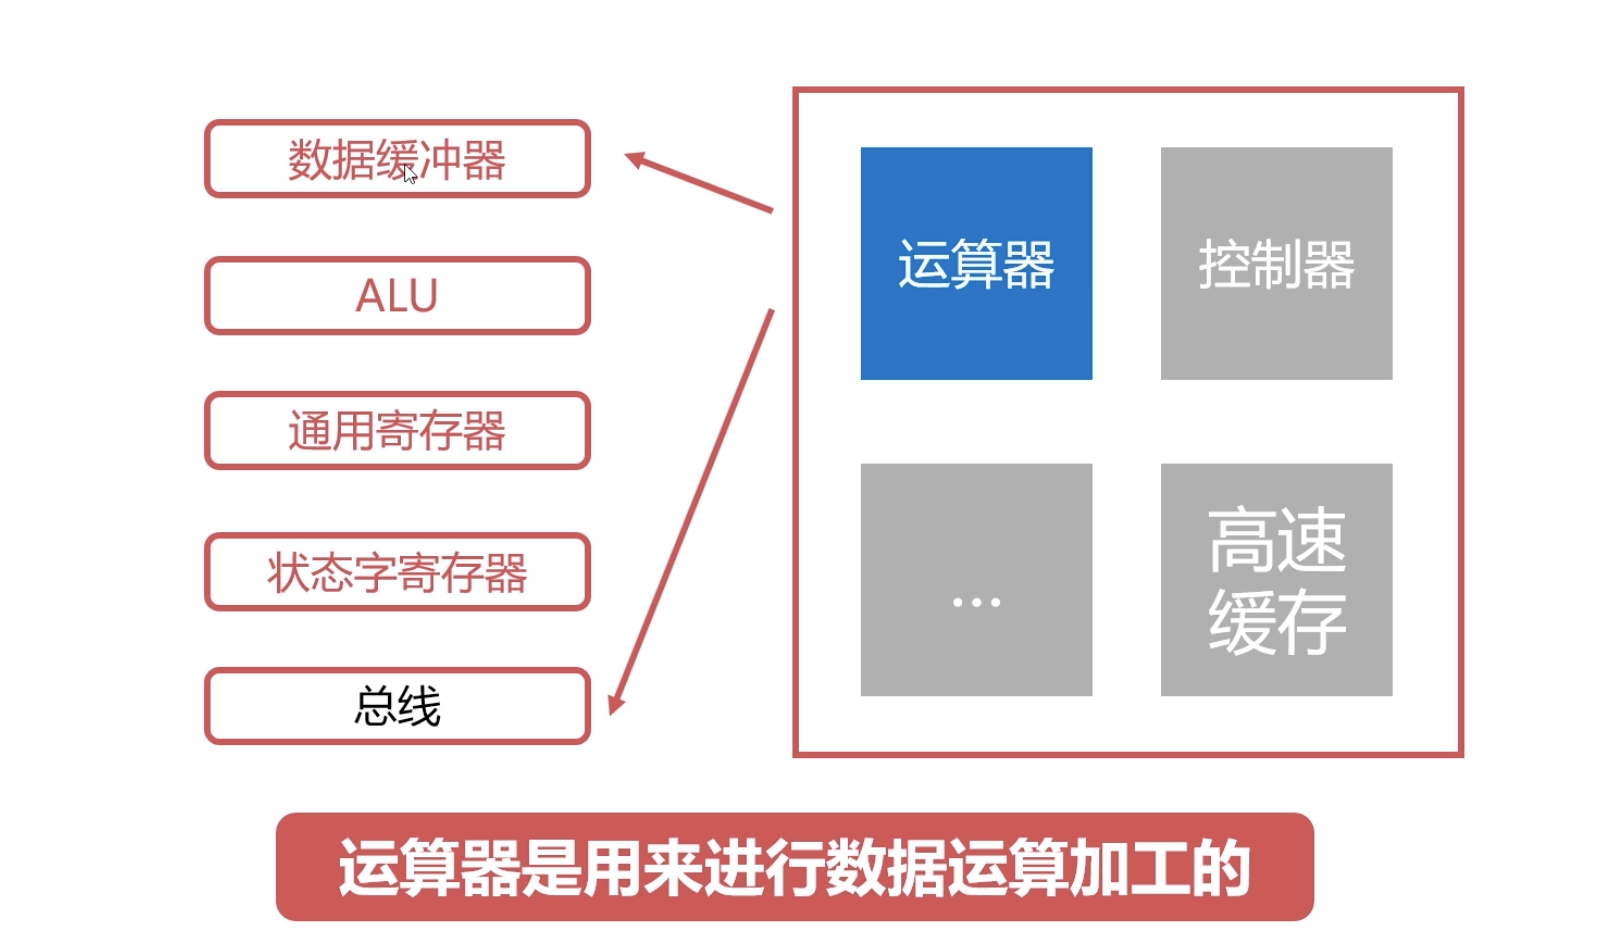 数据缓冲器
ALU
通用寄存器
状态字寄存器
总线
运算器
控制器
...
高速
缓存
运算器是用来进行数据运算加工的